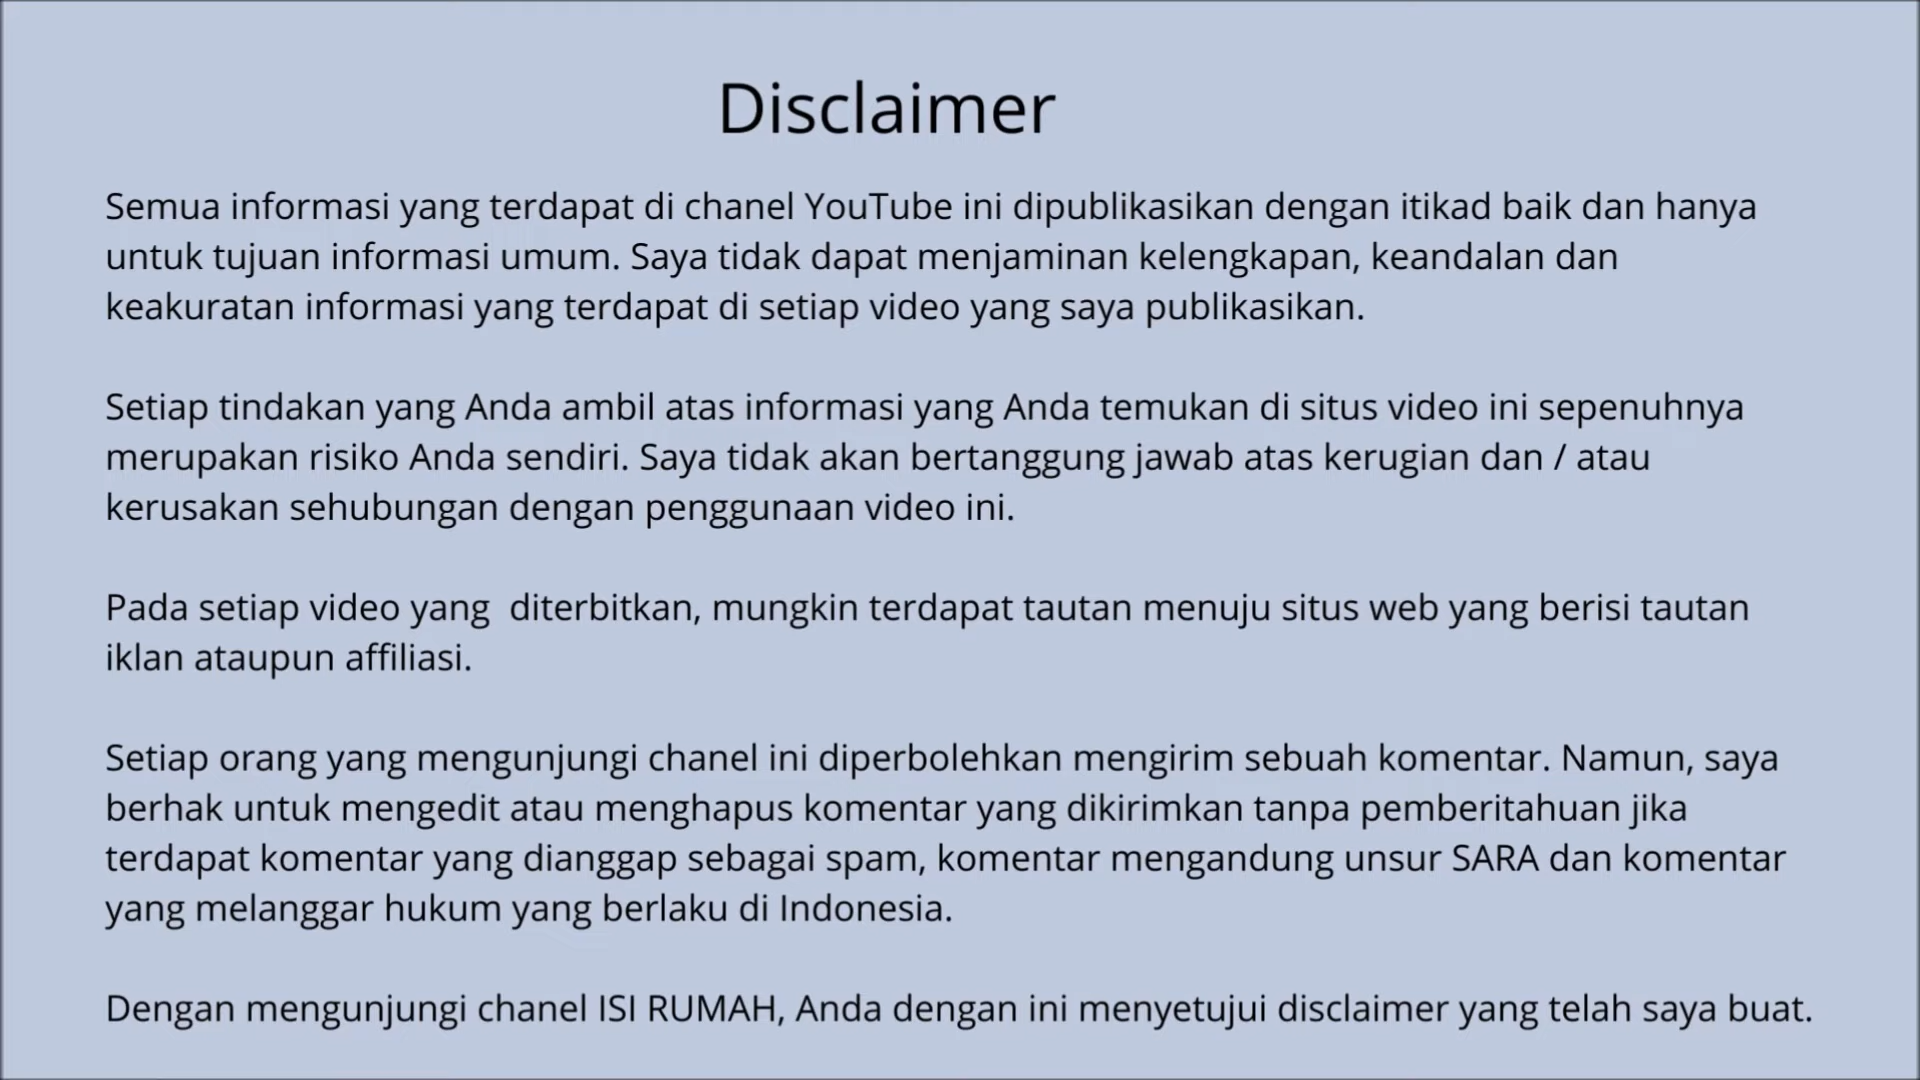 Disclaimer
Semua informasi yang terdapat di chanel YouTube ini dipublikasikan dengan itikad baik dan hanya
untuk tujuan informasi umum. Saya tidak dapat menjaminan kelengkapan, keandalan dan
keakuratan informasi yang terdapat di setiap video yang saya publikasikan.
Setiap tindakan yang Anda ambil atas informasi yang Anda temukan di situs video ini sepenuhnya
merupakan risiko Anda sendiri. Saya tidak akan bertanggung jawab atas kerugian dan / atau
kerusakan sehubungan dengan penggunaan video ini.
Pada setiap video yang  diterbitkan, mungkin terdapat tautan menuju situs web yang berisi tautan
iklan ataupun affiliasi.
Setiap orang yang mengunjungi chanel ini diperbolehkan mengirim sebuah komentar. Namun, saya
berhak untuk mengedit atau menghapus komentar yang dikirimkan tanpa pemberitahuan jika
terdapat komentar yang dianggap sebagai spam, komentar mengandung unsur SARA dan komentar
yang melanggar hukum yang berlaku di Indonesia.
Dengan mengunjungi chanel ISI RUMAH, Anda dengan ini menyetujui disclaimer yang telah saya buat.